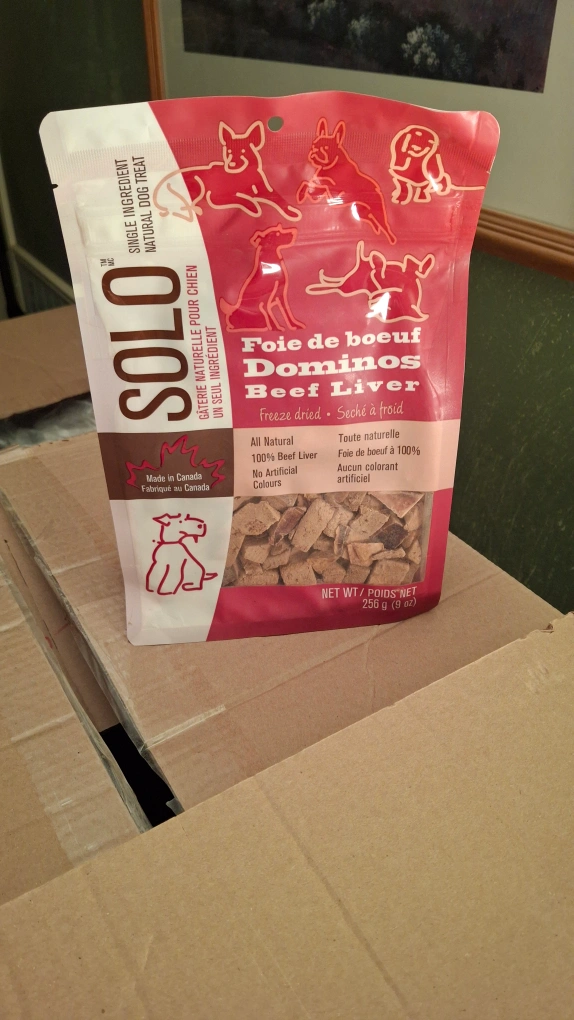 SOLO
TM
MC
SINGLE INGREDIENT
NATURAL DOG TREAT
GÂTERIE NATURELLE POUR CHIEN
UN SEUL INGRÉDIENT
Foie de boeuf
Dominos
Beef Liver
Freeze dried • Seché à froid
Made in Canada
Fabriqué au Canada
All Natural
100% Beef Liver
No Artificial
Colours
Toute naturelle
Foie de boeuf à 100%
Aucun colorant
artificiel
NET WT / POIDS NET
256 g (9 oz)